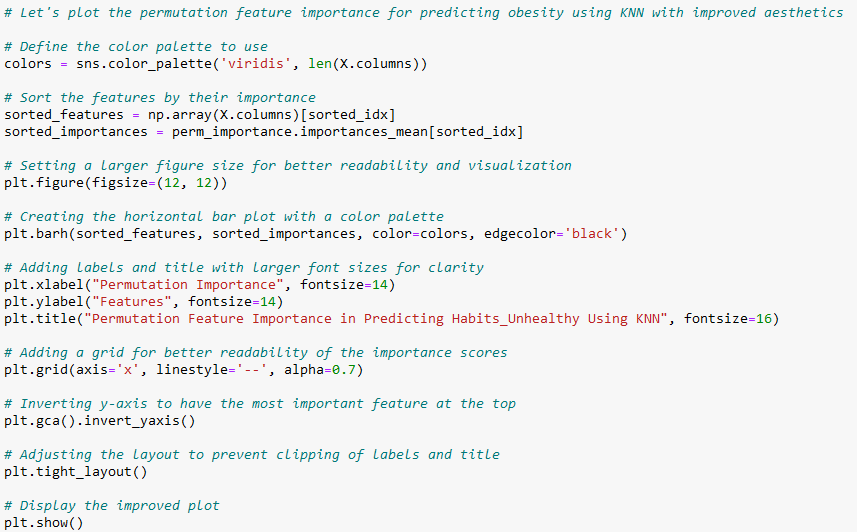 # Let's plot the permutation feature importance for predicting obesity using KNN with improved aesthetics
# Define the color palette to use
colors = sns.color_palette('viridis', len(X.columns))
# Sort the features by their importance
sorted_features = np.array(X.columns)[sorted_idx]
sorted_importances = perm_importance.importances_mean[sorted_idx]
# Setting a larger figure size for better readability and visualization
plt.figure(figsize=(12, 12))
# Creating the horizontal bar plot with a color palette
plt.barh(sorted_features, sorted_importances, color=colors, edgecolor='black')
# Adding labels and title with larger font sizes for clarity
plt.xlabel("Permutation Importance", fontsize=14)
plt.ylabel("Features", fontsize=14)
plt.title("Permutation Feature Importance in Predicting Habits_Unhealthy Using KNN", fontsize=16)
# Adding a grid for better readability of the importance scores
plt.grid(axis='x', linestyle='--', alpha=0.7)
# Inverting y-axis to have the most important feature at the top
plt.gca().invert_yaxis()
# Adjusting the layout to prevent clipping of labels and title
plt.tight_layout()
# Display the improved plot
plt.show()